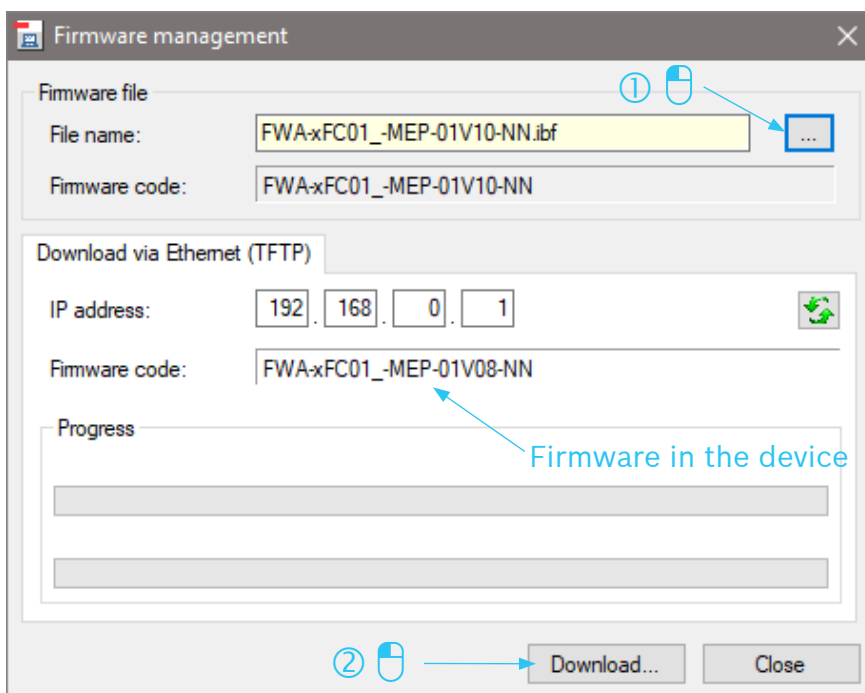 Firmware management
Firmware file
①
File name:
FWA-xFC01_-MEP-01V10-NN.ibf
...
Firmware code:
FWA-xFC01_-MEP-01V10-NN
Download via Ethernet (TFTP)
IP address:
192 . 168 . 0 . 1
Firmware code:
FWA-xFC01_-MEP-01V08-NN
Progress
Firmware in the device
②
Download...
Close